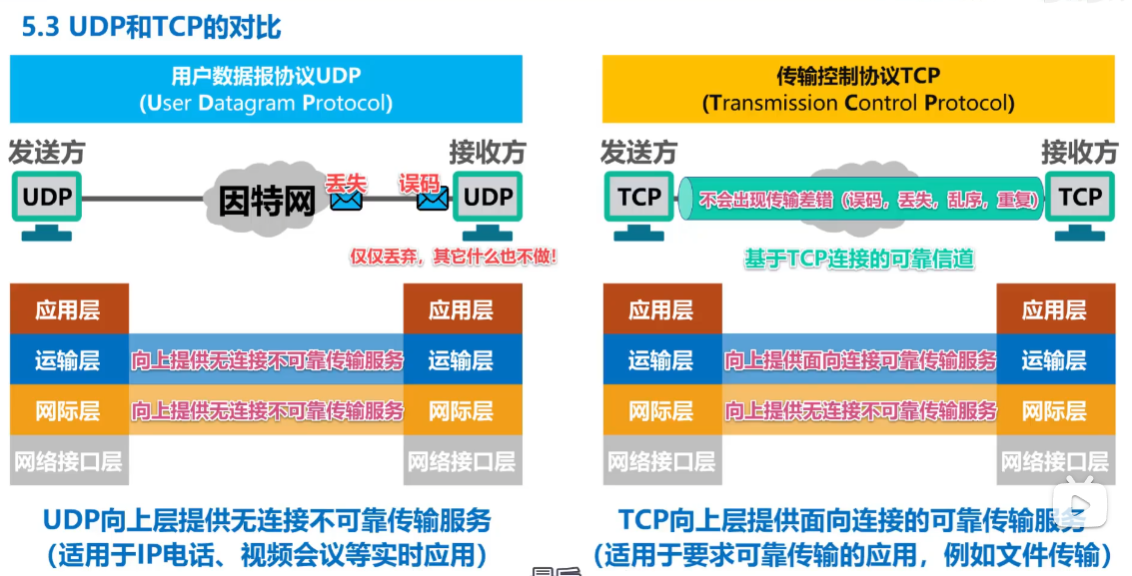 5.3 UDP和TCP的对比
用户数据报协议UDP
(User Datagram Protocol)
发送方
接收方
UDP
因特网
丢失
误码
UDP
仅仅丢弃，其它什么也不做！
应用层
应用层
运输层
向上提供无连接不可靠传输服务
运输层
网际层
向上提供无连接不可靠传输服务
网际层
网络接口层
网络接口层
UDP向上层提供无连接不可靠传输服务
（适用于IP电话、视频会议等实时应用）
传输控制协议TCP
(Transmission Control Protocol)
发送方
接收方
TCP
不会出现传输差错（误码，丢失，乱序，重复）
TCP
基于TCP连接的可靠信道
应用层
应用层
运输层
向上提供面向连接可靠传输服务
运输层
网际层
向上提供无连接不可靠传输服务
网际层
网络接口层
网络接口层
TCP向上层提供面向连接的可靠传输服务
（适用于要求可靠传输的应用，例如文件传输）